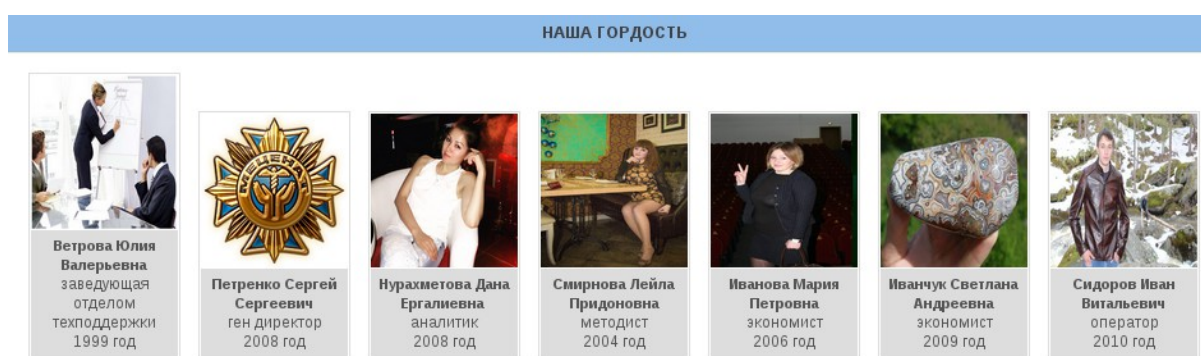 НАША ГОРДОСТЬ
МЕЦЕНАТ
Ветрова Юлия
Валерьевна
заведующая
отделом
техподдержки
1999 год
Петренко Сергей
Сергеевич
ген директор
2008 год
Нурахметова Дана
Ергалиевна
аналитик
2008 год
Смирнова Лейла
Придоновна
методист
2004 год
Иванова Мария
Петровна
экономист
2006 год
Иванчук Светлана
Андреевна
экономист
2009 год
Сидоров Иван
Витальевич
оператор
2010 год